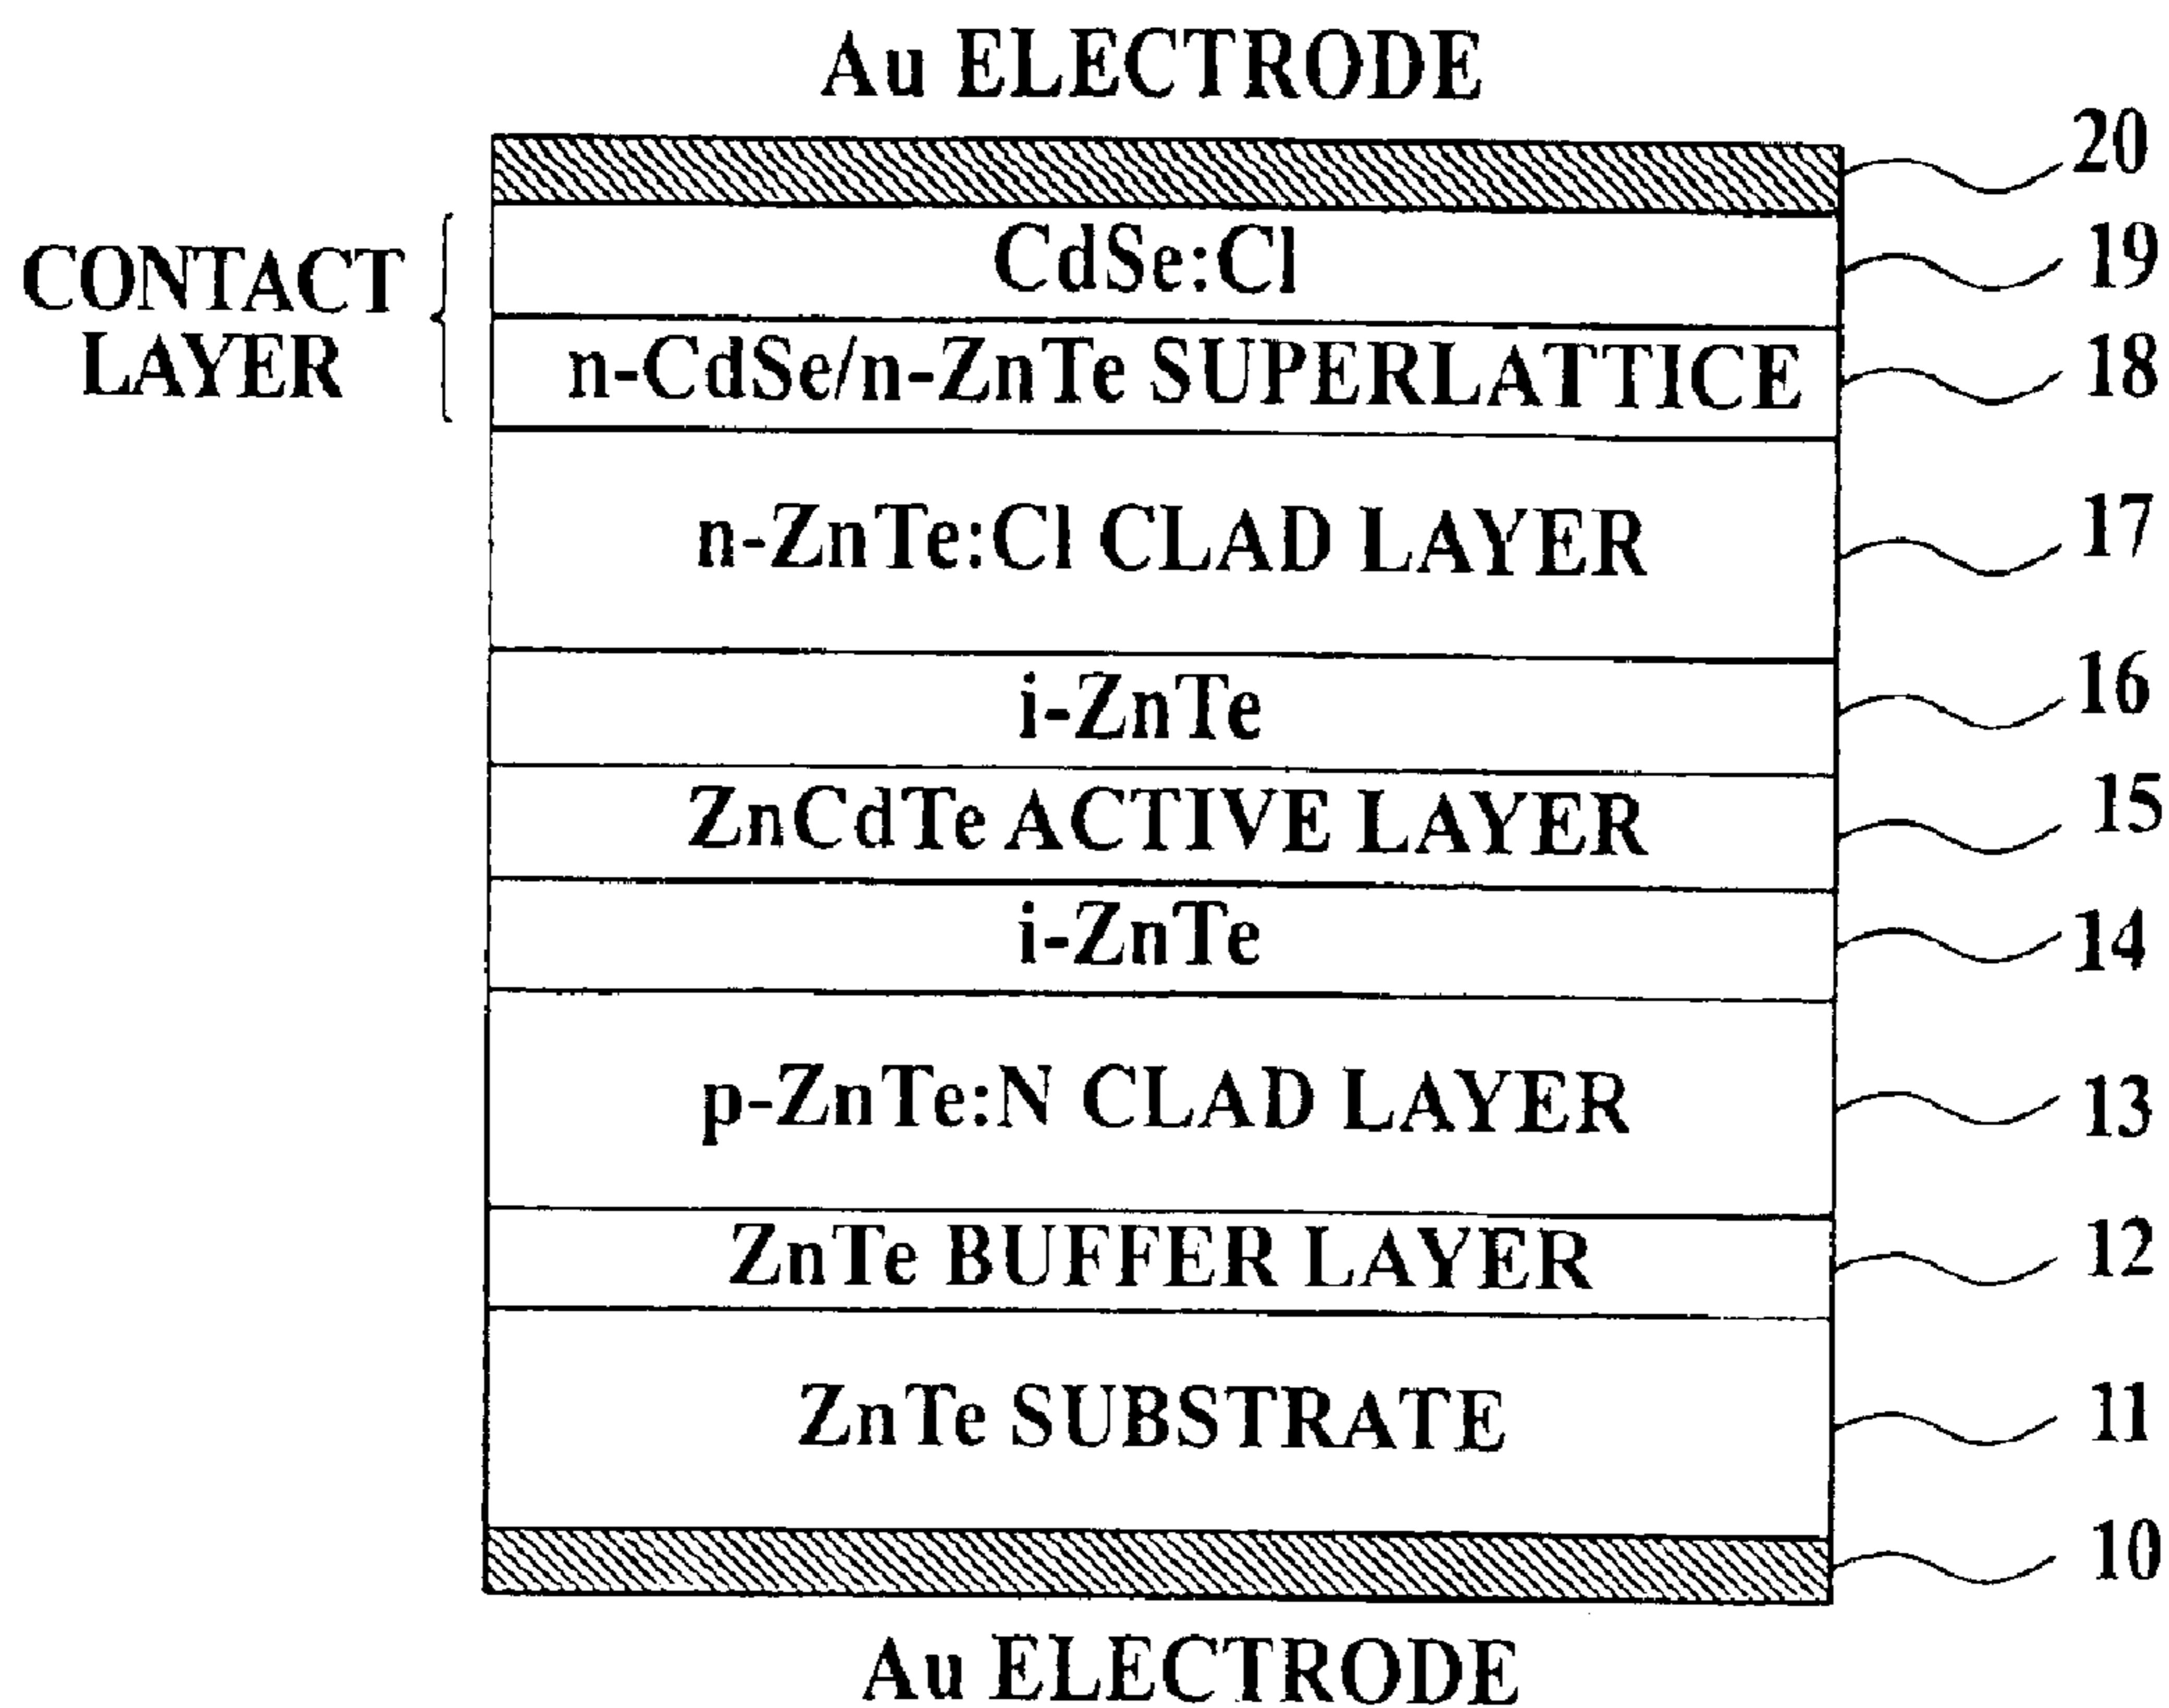 Au ELECTRODE
20
CdSe:Cl
19
CONTACT
LAYER
n-CdSe/n-ZnTe SUPERLATTICE
18
n-ZnTe:Cl CLAD LAYER
17
i-ZnTe
16
ZnCdTe ACTIVE LAYER
15
i-ZnTe
14
p-ZnTe:N CLAD LAYER
13
ZnTe BUFFER LAYER
12
ZnTe SUBSTRATE
11
10
Au ELECTRODE